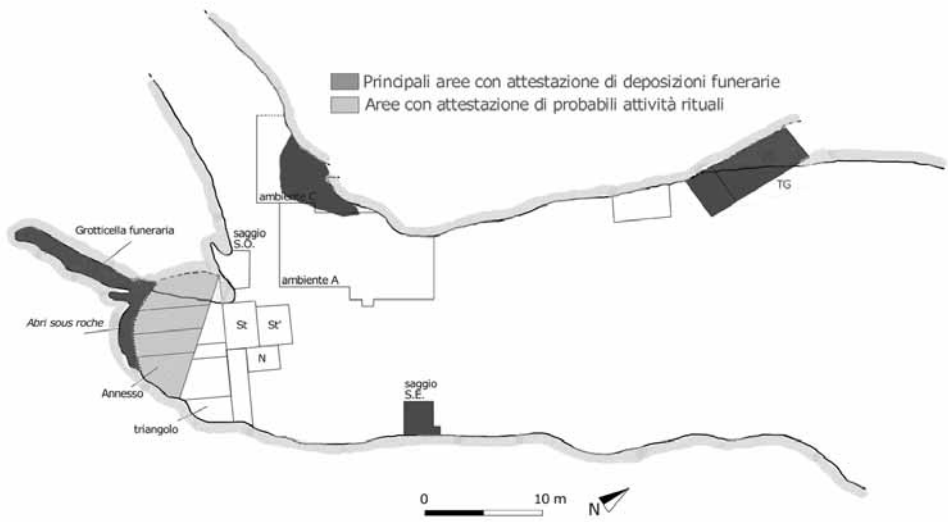 Principali aree con attestazione di deposizioni funerarie
Aree con attestazione di probabili attività rituali
ambiente C
TG
Grotticella funeraria
saggio
S.O.
ambiente A
Abri sous roche
St
St'
N
Annesso
saggio
S.E.
triangolo
0
10 m
N